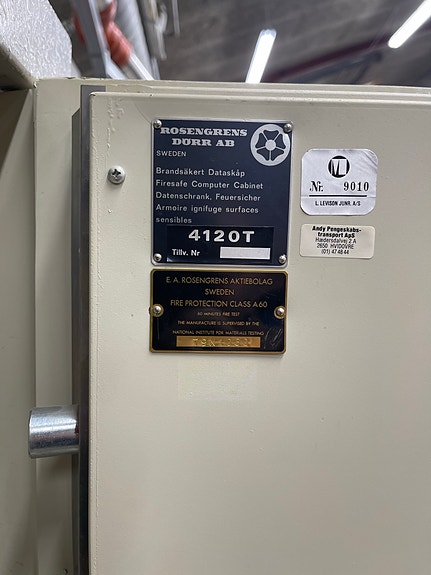 ROSENGRENS
DÜRR AB
SWEDEN
Brandsäkert Dataskåp
Firesafe Computer Cabinet
Datenschrank, Feuersicher
Armoire ignifuge surfaces
sensibles
4120T
Tillv. Nr
E. A. ROSENGRENS AKTIEBOLAG
SWEDEN
FIRE PROTECTION CLASS A 60
60 MINUTES FIRE TEST
THE MANUFACTURE IS SUPERVISED BY THE
NATIONAL INSTITUTE FOR MATERIALS TESTING
Nr. 9010
L. LEVISON JUNR. A/S
Andy Pengeskabs-
transport ApS
Hædersdalvej 2 A
2650 HVIDOVRE
(01) 47 48 44